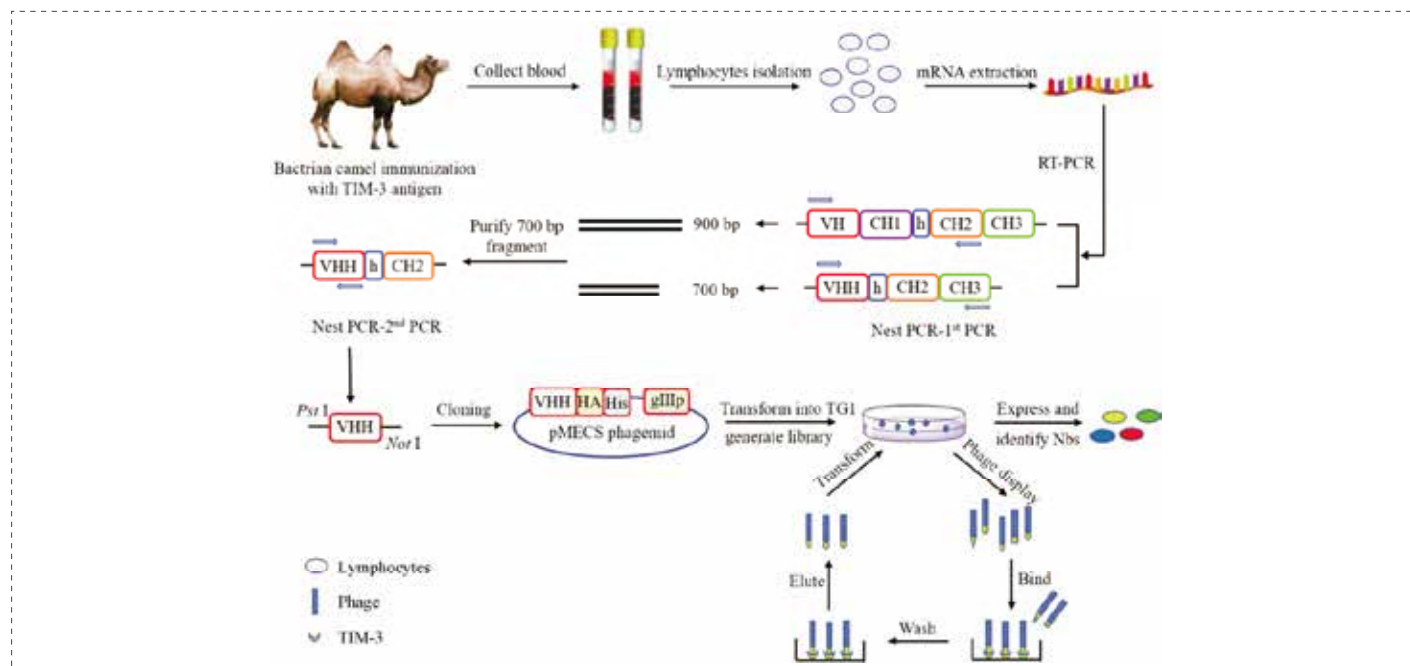 Collect blood
Lymphocytes isolation
mRNA extraction
Bactrian camel immunization
with TIM-3 antigen
RT-PCR
Purify 700 bp
fragment
900 bp
VH CH1 h CH2 CH3
VHH h CH2
700 bp
VHH h CH2 CH3
Nest PCR-2nd PCR
Nest PCR-1st PCR
Pst I
VHH
Not I
Cloning
VHH HA His gIIIp
pMECS phagemid
Transform into TG1
generate library
Express and
identify Nbs
Transform
Phage display
Lymphocytes
Phage
TIM-3
Elute
Bind
Wash